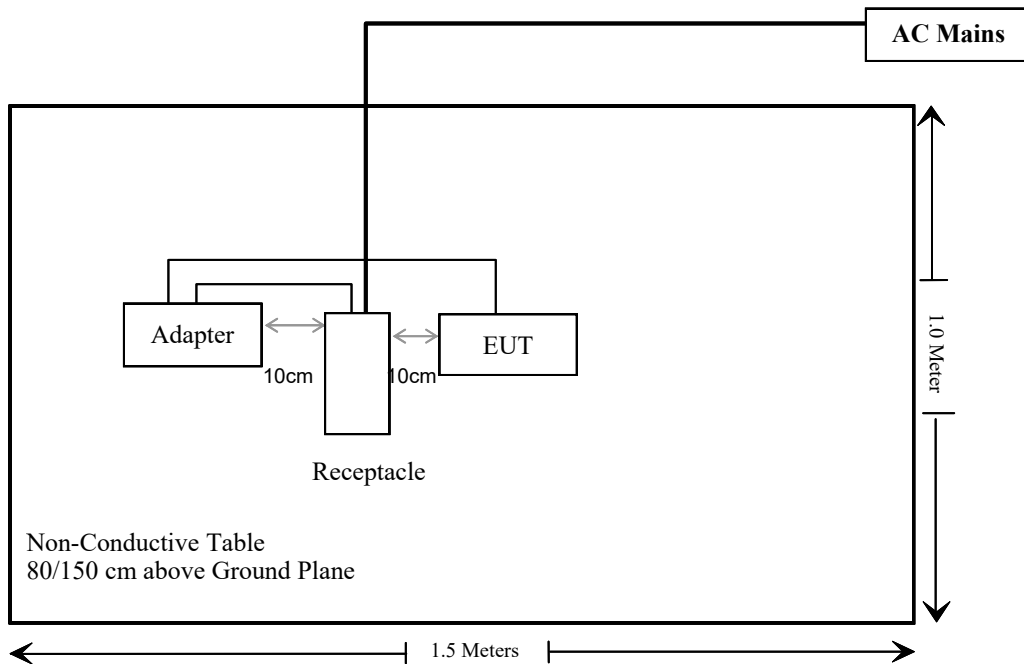 AC Mains
Adapter
EUT
10cm
10cm
1.0 Meter
Receptacle
Non-Conductive Table
80/150 cm above Ground Plane
1.5 Meters